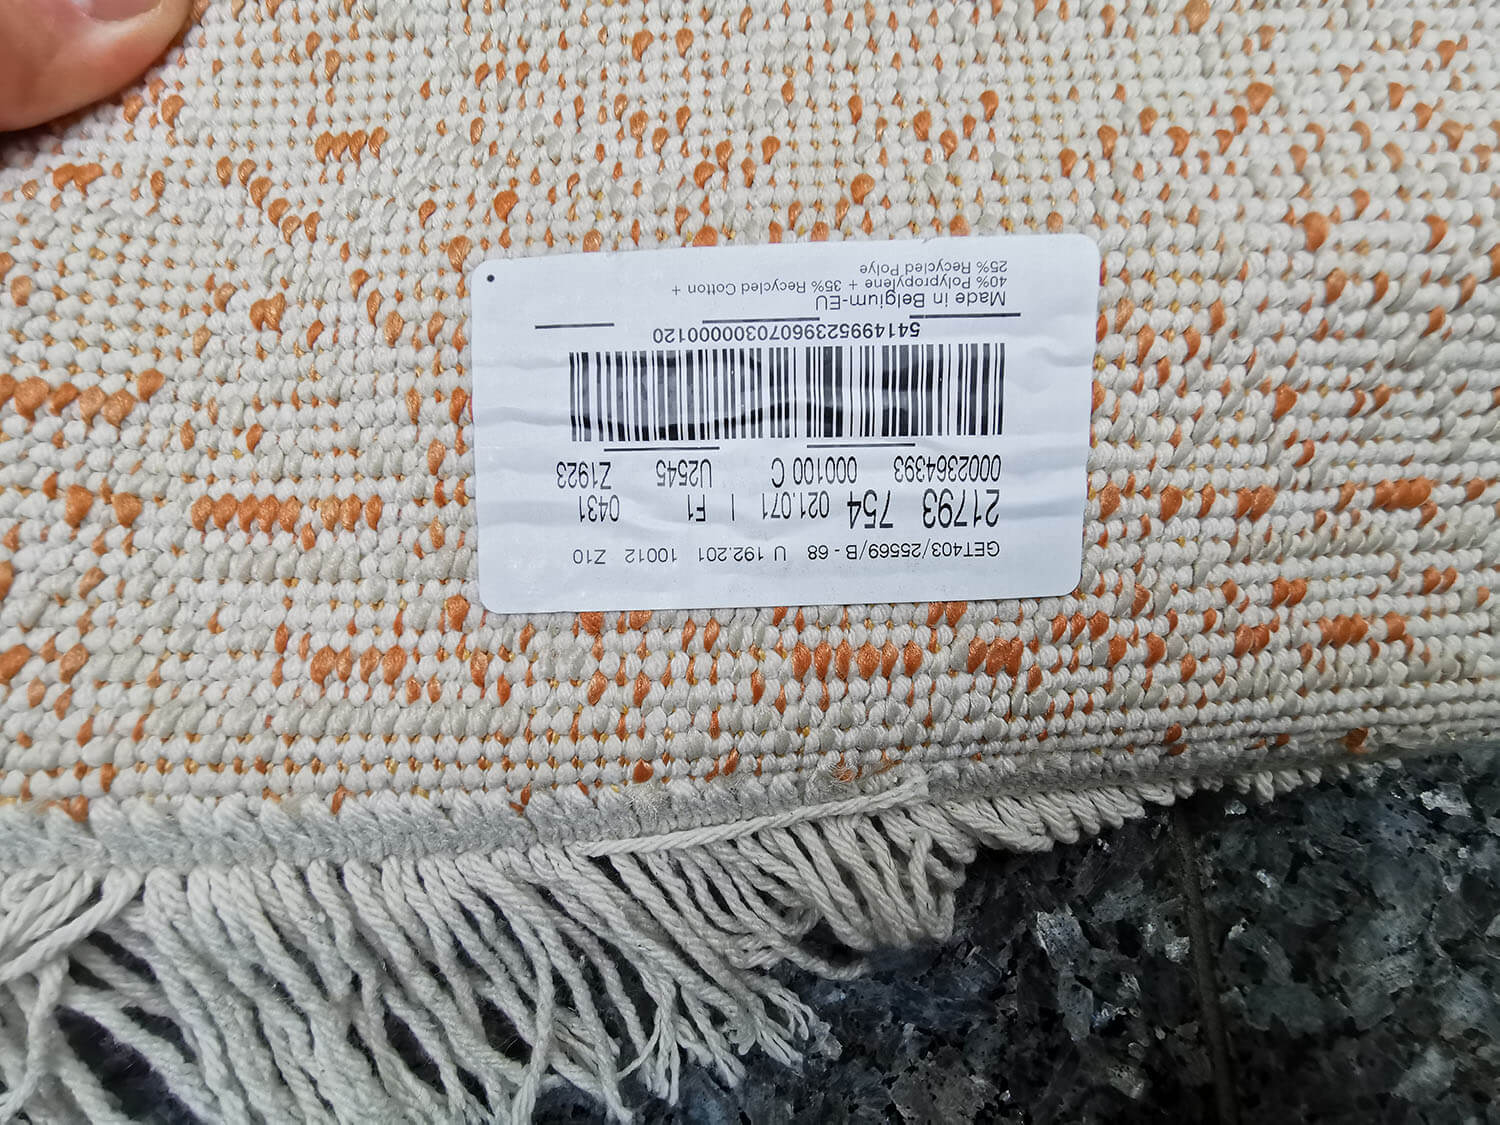 GET403/25569/B - 68 U 192.201 10012 Z10
21793 754 021.071 I F1 0431
0002364393 000100 C U2545 Z1923
5414995239607030000120
Made in Belgium-EU
40% Polypropylene + 35% Recycled Cotton +
25% Recycled Polye